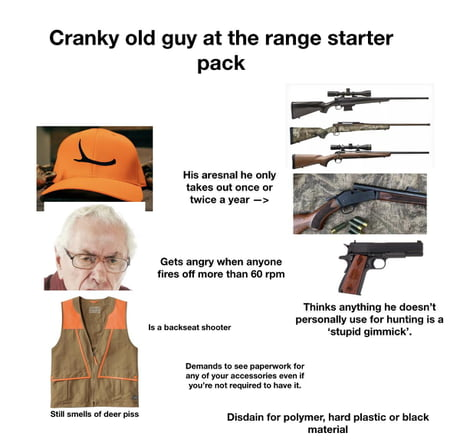 Cranky old guy at the range starter
pack
His aresnal he only
takes out once or
twice a year —>
Gets angry when anyone
fires off more than 60 rpm
Thinks anything he doesn’t
personally use for hunting is a
‘stupid gimmick’.
Is a backseat shooter
Demands to see paperwork for
any of your accessories even if
you’re not required to have it.
Still smells of deer piss
Disdain for polymer, hard plastic or black
material